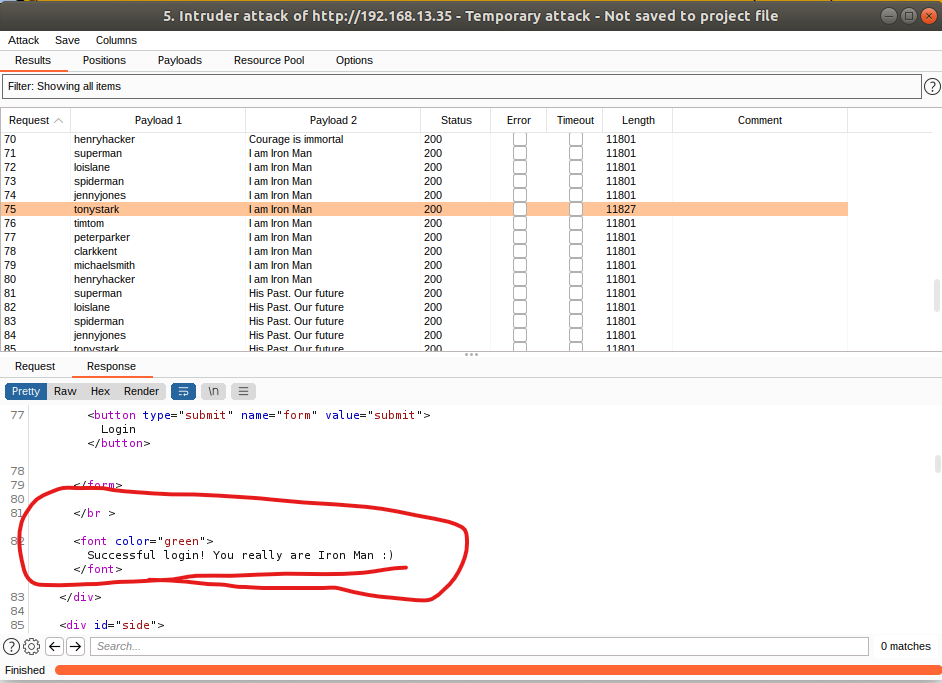 5. Intruder attack of http://192.168.13.35 - Temporary attack - Not saved to project file
Attack Save Columns
Results Positions Payloads Resource Pool Options
Filter: Showing all items
?
Request Payload 1 Payload 2 Status Error Timeout Length Comment
70 henryhacker Courage is immortal 200 11801
71 superman I am Iron Man 200 11801
72 loislane I am Iron Man 200 11801
73 spiderman I am Iron Man 200 11801
74 jennyjones I am Iron Man 200 11801
75 tonystark I am Iron Man 200 11827
76 timtom I am Iron Man 200 11801
77 peterparker I am Iron Man 200 11801
78 clarkkent I am Iron Man 200 11801
79 michaelsmith I am Iron Man 200 11801
80 henryhacker I am Iron Man 200 11801
81 superman His Past. Our future 200 11801
82 loislane His Past. Our future 200 11801
83 spiderman His Past. Our future 200 11801
84 jennyjones His Past. Our future 200 11801
85 tonystark His Past. Our future 200 11801
Request Response
Pretty Raw Hex Render \n
77 <button type="submit" name="form" value="submit">
Login
</button>
78
79 </form>
80
81 </br >
82 <font color="green">
Successful login! You really are Iron Man :)
</font>
83 </div>
84
85 <div id="side">
? Search... 0 matches
Finished